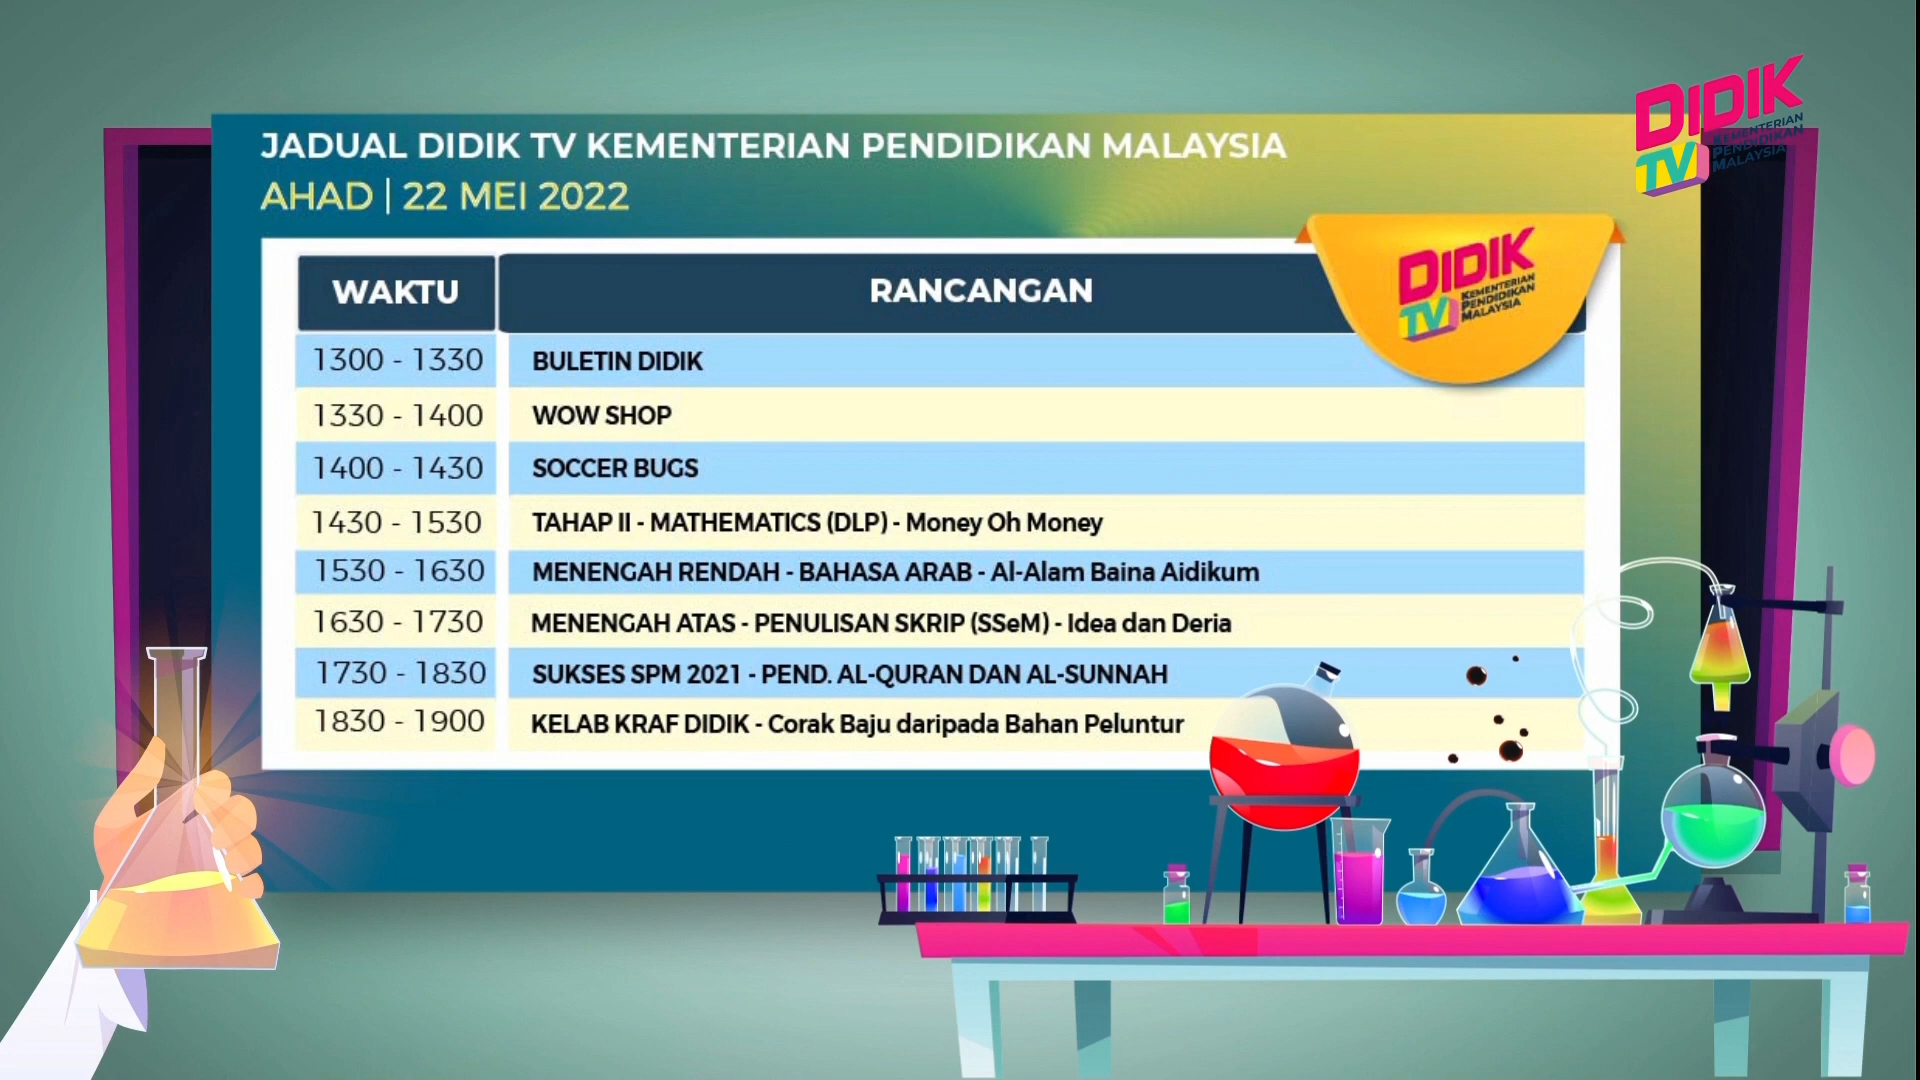 DIDIK
TV
KEMENTERIAN
PENDIDIKAN
MALAYSIA
JADUAL DIDIK TV KEMENTERIAN PENDIDIKAN MALAYSIA
AHAD | 22 MEI 2022
DIDIK
TV
KEMENTERIAN
PENDIDIKAN
MALAYSIA
WAKTU RANCANGAN
1300 - 1330 BULETIN DIDIK
1330 - 1400 WOW SHOP
1400 - 1430 SOCCER BUGS
1430 - 1530 TAHAP II - MATHEMATICS (DLP) - Money Oh Money
1530 - 1630 MENENGAH RENDAH - BAHASA ARAB - Al-Alam Baina Aidikum
1630 - 1730 MENENGAH ATAS - PENULISAN SKRIP (SSeM) - Idea dan Deria
1730 - 1830 SUKSES SPM 2021 - PEND. AL-QURAN DAN AL-SUNNAH
1830 - 1900 KELAB KRAF DIDIK - Corak Baju daripada Bahan Peluntur